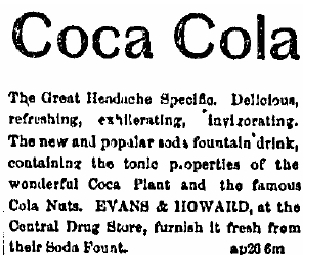 Coca Cola
The Great Headache Specific. Delicious,
refreshing, exhilerating, invigorating.
The new and popular soda fountain drink,
containing the tonic properties of the
wonderful Coca Plant and the famous
Cola Nuts. EVANS & HOWARD, at the
Central Drug Store, furnish it fresh from
their Soda Fount. ap26 6m